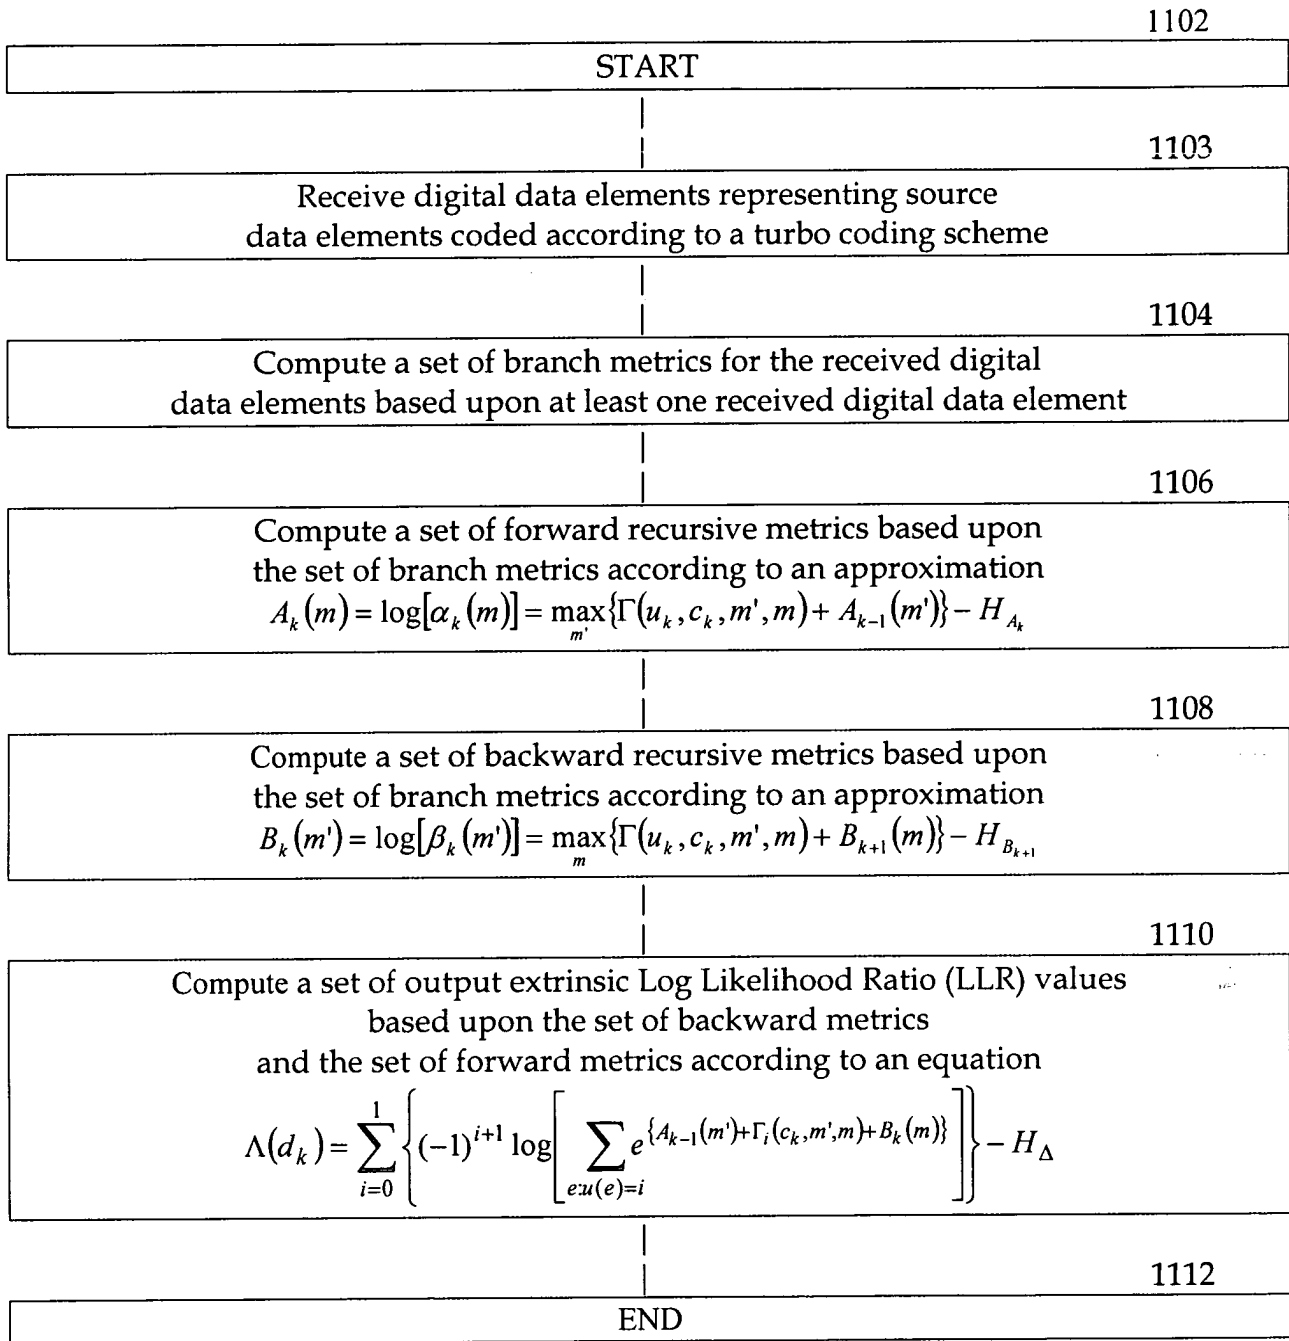 1102
START
1103
Receive digital data elements representing source
data elements coded according to a turbo coding scheme
1104
Compute a set of branch metrics for the received digital
data elements based upon at least one received digital data element
1106
Compute a set of forward recursive metrics based upon
the set of branch metrics according to an approximation
A_k(m) = log[α_k(m)] = max_{m'}{Γ(u_k, c_k, m', m) + A_{k-1}(m')} − H_{A_k}
1108
Compute a set of backward recursive metrics based upon
the set of branch metrics according to an approximation
B_k(m') = log[β_k(m')] = max_m{Γ(u_k, c_k, m', m) + B_{k+1}(m)} − H_{B_{k+1}}
1110
Compute a set of output extrinsic Log Likelihood Ratio (LLR) values
based upon the set of backward metrics
and the set of forward metrics according to an equation
Λ(d_k) = ∑_{i=0}^{1} {(-1)^{i+1} log[∑_{e:u(e)=i} e^{{A_{k-1}(m')+Γ_i(c_k,m',m)+B_k(m)}}]} − H_Δ
1112
END